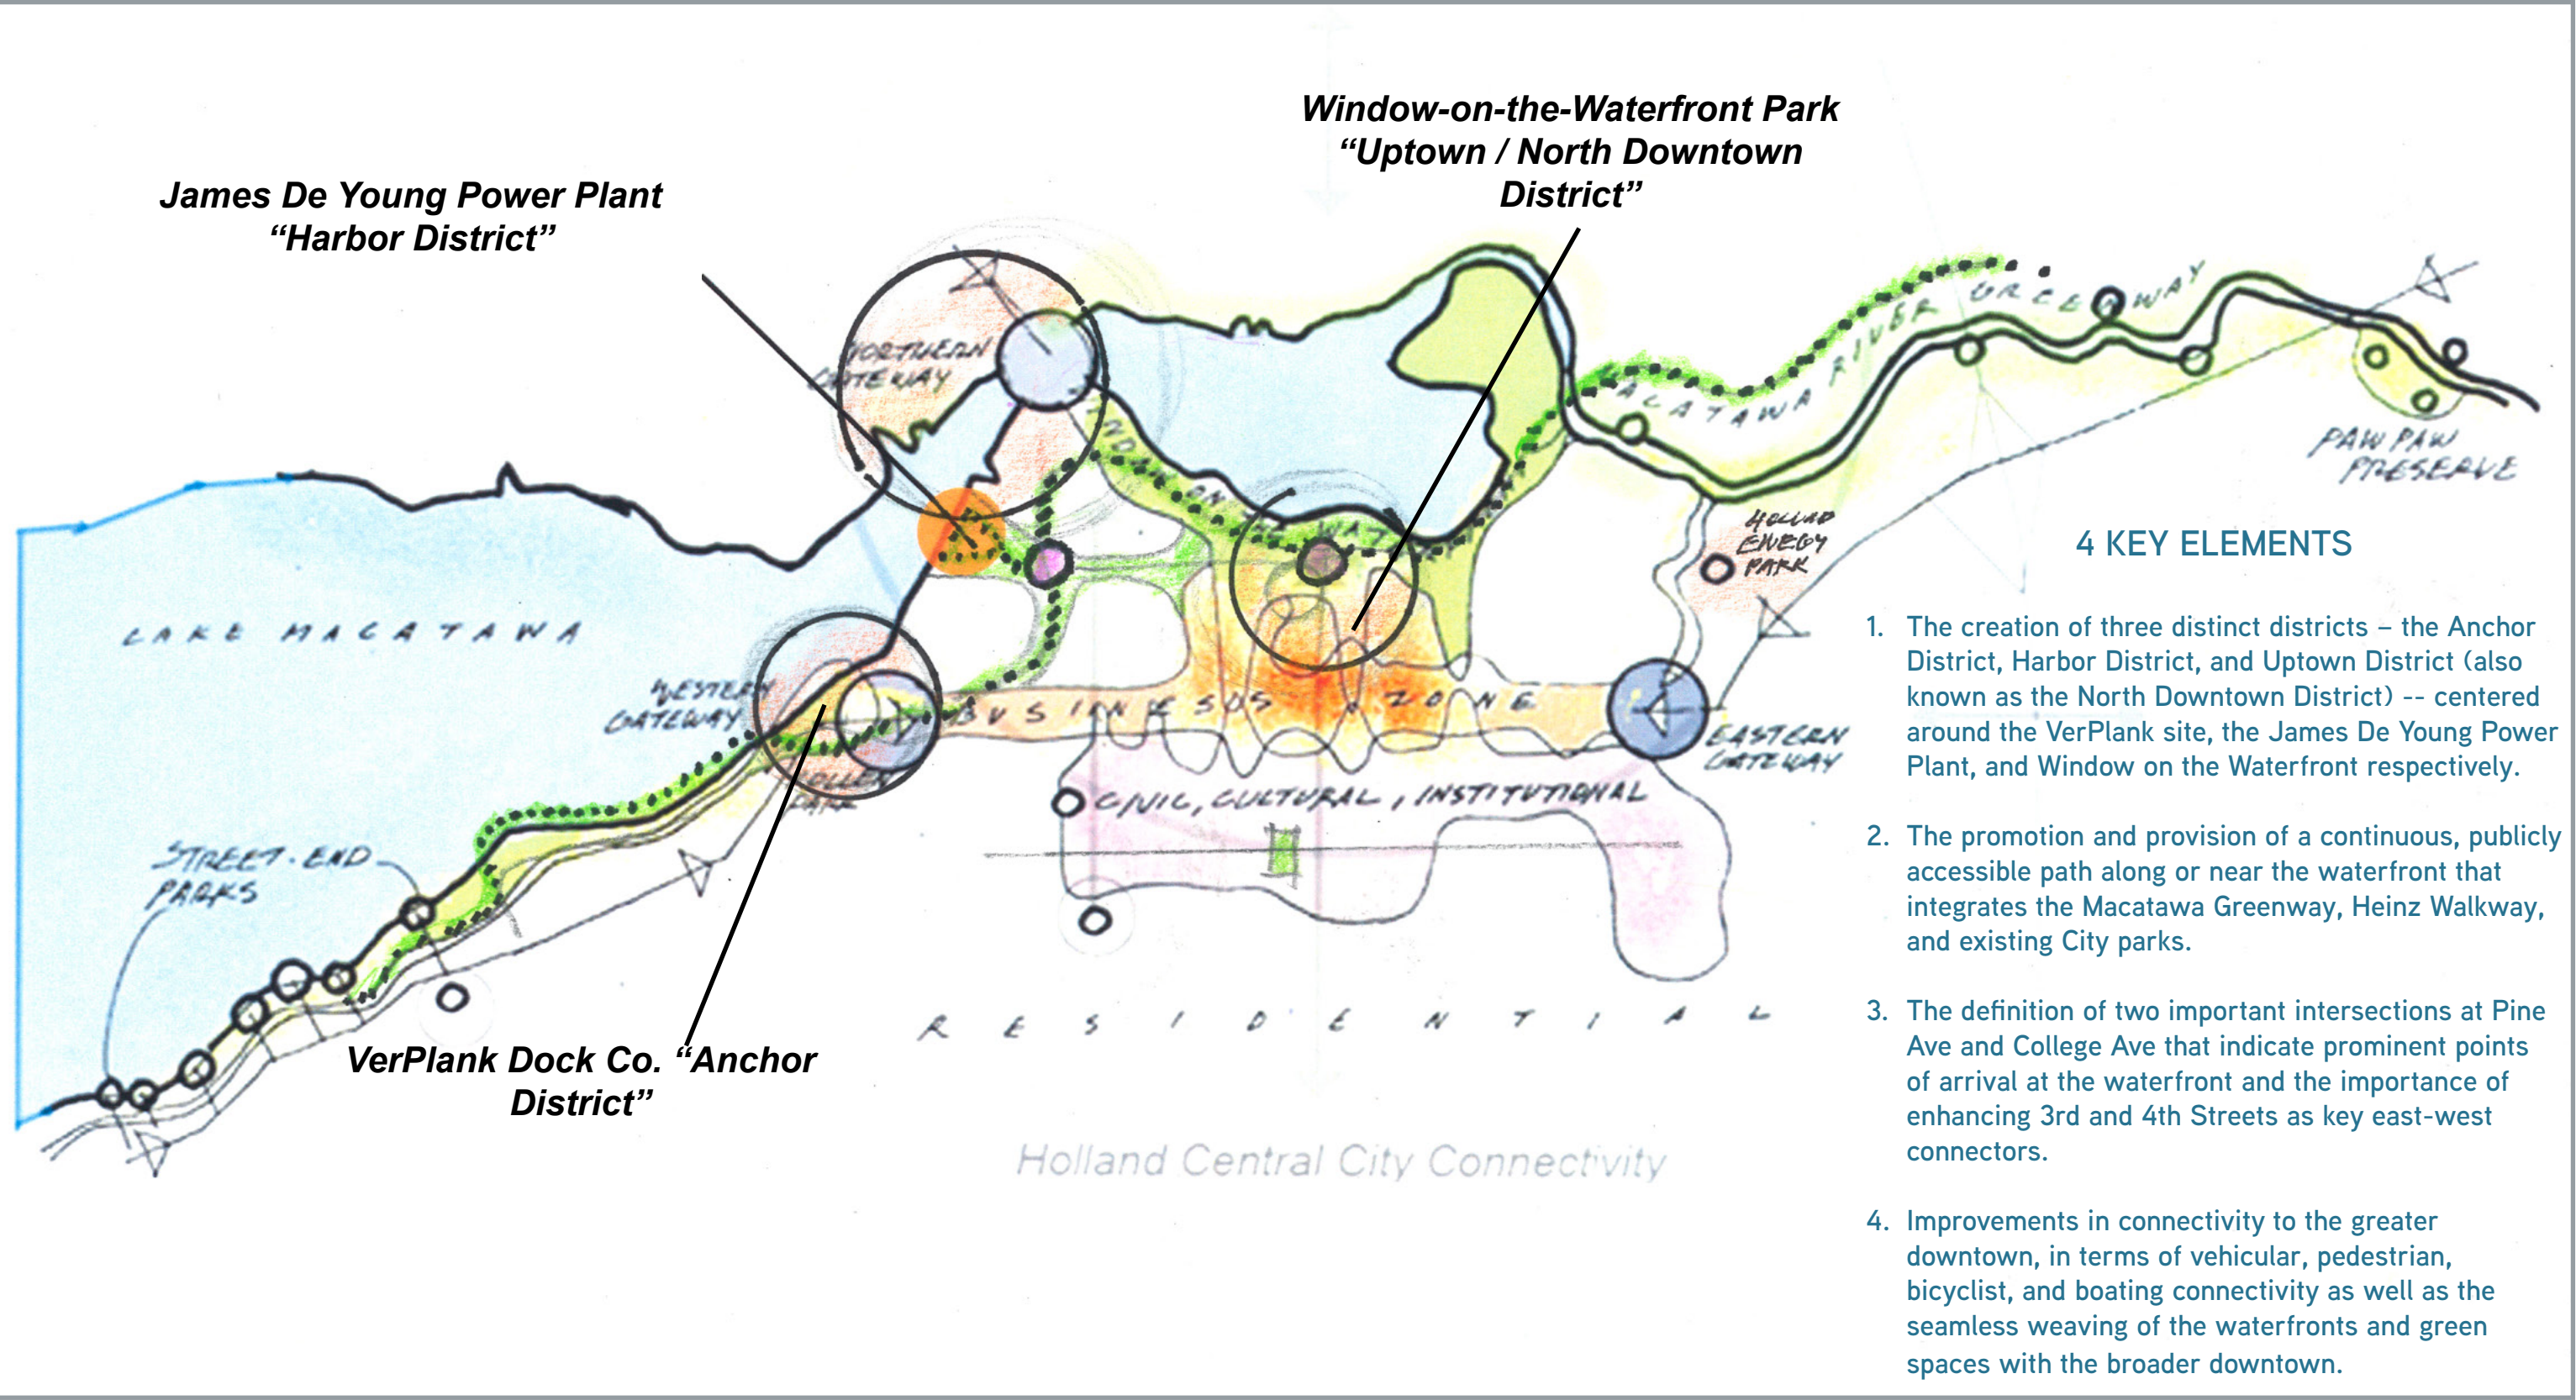 Window-on-the-Waterfront Park
“Uptown / North Downtown
District”
James De Young Power Plant
“Harbor District”
NORTHERN
GATEWAY
MACATAWA RIVER GREENWAY
PAW PAW
PRESERVE
HOLLAND
ENEGY
PARK
LAKE MACATAWA
WESTERN
GATEWAY
BUSINESS ZONE
EASTERN
GATEWAY
PARK
CIVIC, CULTURAL, INSTITUTIONAL
STREET-END
PARKS
RESIDENTIAL
VerPlank Dock Co. “Anchor
District”
Holland Central City Connectivity
4 KEY ELEMENTS
1. The creation of three distinct districts – the Anchor
District, Harbor District, and Uptown District (also
known as the North Downtown District) -- centered
around the VerPlank site, the James De Young Power
Plant, and Window on the Waterfront respectively.
2. The promotion and provision of a continuous, publicly
accessible path along or near the waterfront that
integrates the Macatawa Greenway, Heinz Walkway,
and existing City parks.
3. The definition of two important intersections at Pine
Ave and College Ave that indicate prominent points
of arrival at the waterfront and the importance of
enhancing 3rd and 4th Streets as key east-west
connectors.
4. Improvements in connectivity to the greater
downtown, in terms of vehicular, pedestrian,
bicyclist, and boating connectivity as well as the
seamless weaving of the waterfronts and green
spaces with the broader downtown.